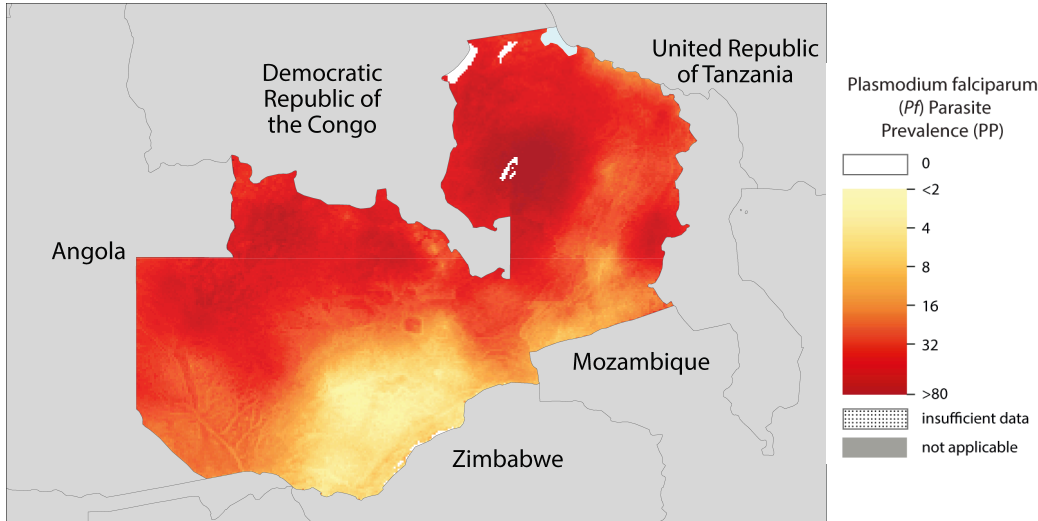 Democratic
Republic of
the Congo
United Republic
of Tanzania
Angola
Mozambique
Zimbabwe
Plasmodium falciparum
(Pf) Parasite
Prevalence (PP)
0
<2
4
8
16
32
>80
insufficient data
not applicable